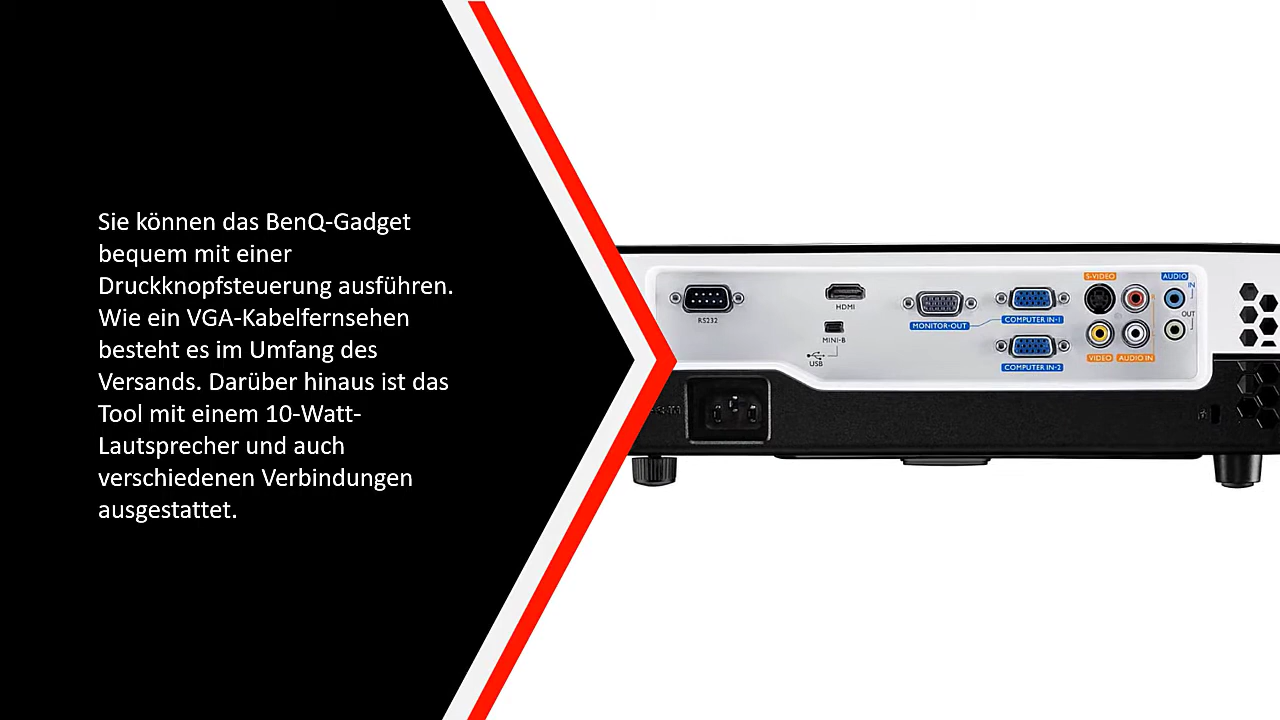 Sie können das BenQ-Gadget
bequem mit einer
Druckknopfsteuerung ausführen.
Wie ein VGA-Kabelfernsehen
besteht es im Umfang des
Versands. Darüber hinaus ist das
Tool mit einem 10-Watt-
Lautsprecher und auch
verschiedenen Verbindungen
ausgestattet.
RS232
HDMI
MINI-B
USB
MONITOR-OUT
COMPUTER IN-1
COMPUTER IN-2
S-VIDEO
VIDEO
AUDIO IN
AUDIO
IN
OUT